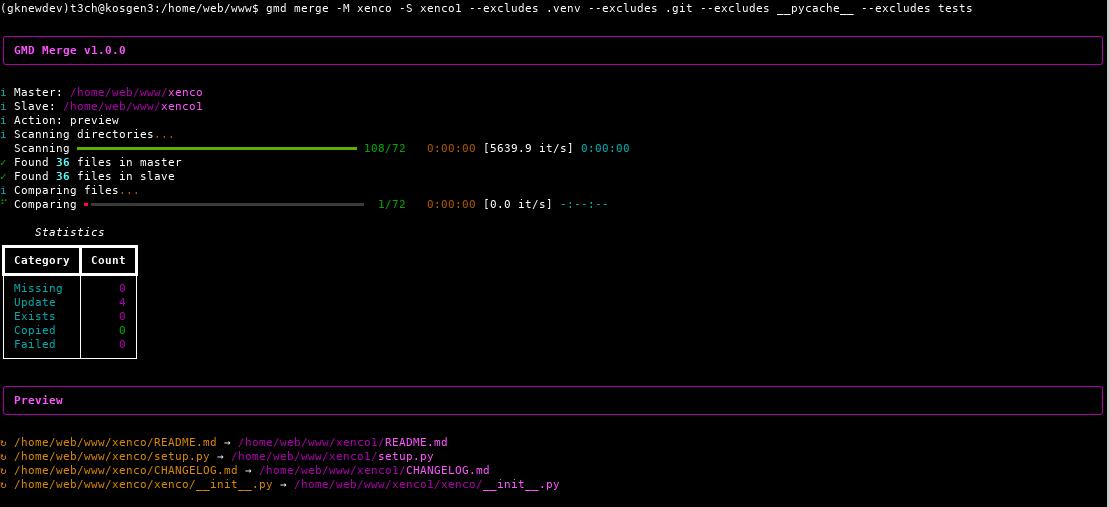 (gknewdev)t3ch@kosgen3:/home/web/www$ gmd merge -M xenco -S xenco1 --excludes .venv --excludes .git --excludes __pycache__ --excludes tests
GMD Merge v1.0.0
i Master: /home/web/www/xenco
i Slave: /home/web/www/xenco1
i Action: preview
i Scanning directories...
Scanning 108/72 0:00:00 [5639.9 it/s] 0:00:00
✓ Found 36 files in master
✓ Found 36 files in slave
i Comparing files...
⠋ Comparing 1/72 0:00:00 [0.0 it/s] -:--:--
Statistics
Category Count
Missing 0
Update 4
Exists 0
Copied 0
Failed 0
Preview
↻ /home/web/www/xenco/README.md → /home/web/www/xenco1/README.md
↻ /home/web/www/xenco/setup.py → /home/web/www/xenco1/setup.py
↻ /home/web/www/xenco/CHANGELOG.md → /home/web/www/xenco1/CHANGELOG.md
↻ /home/web/www/xenco/xenco/__init__.py → /home/web/www/xenco1/xenco/__init__.py